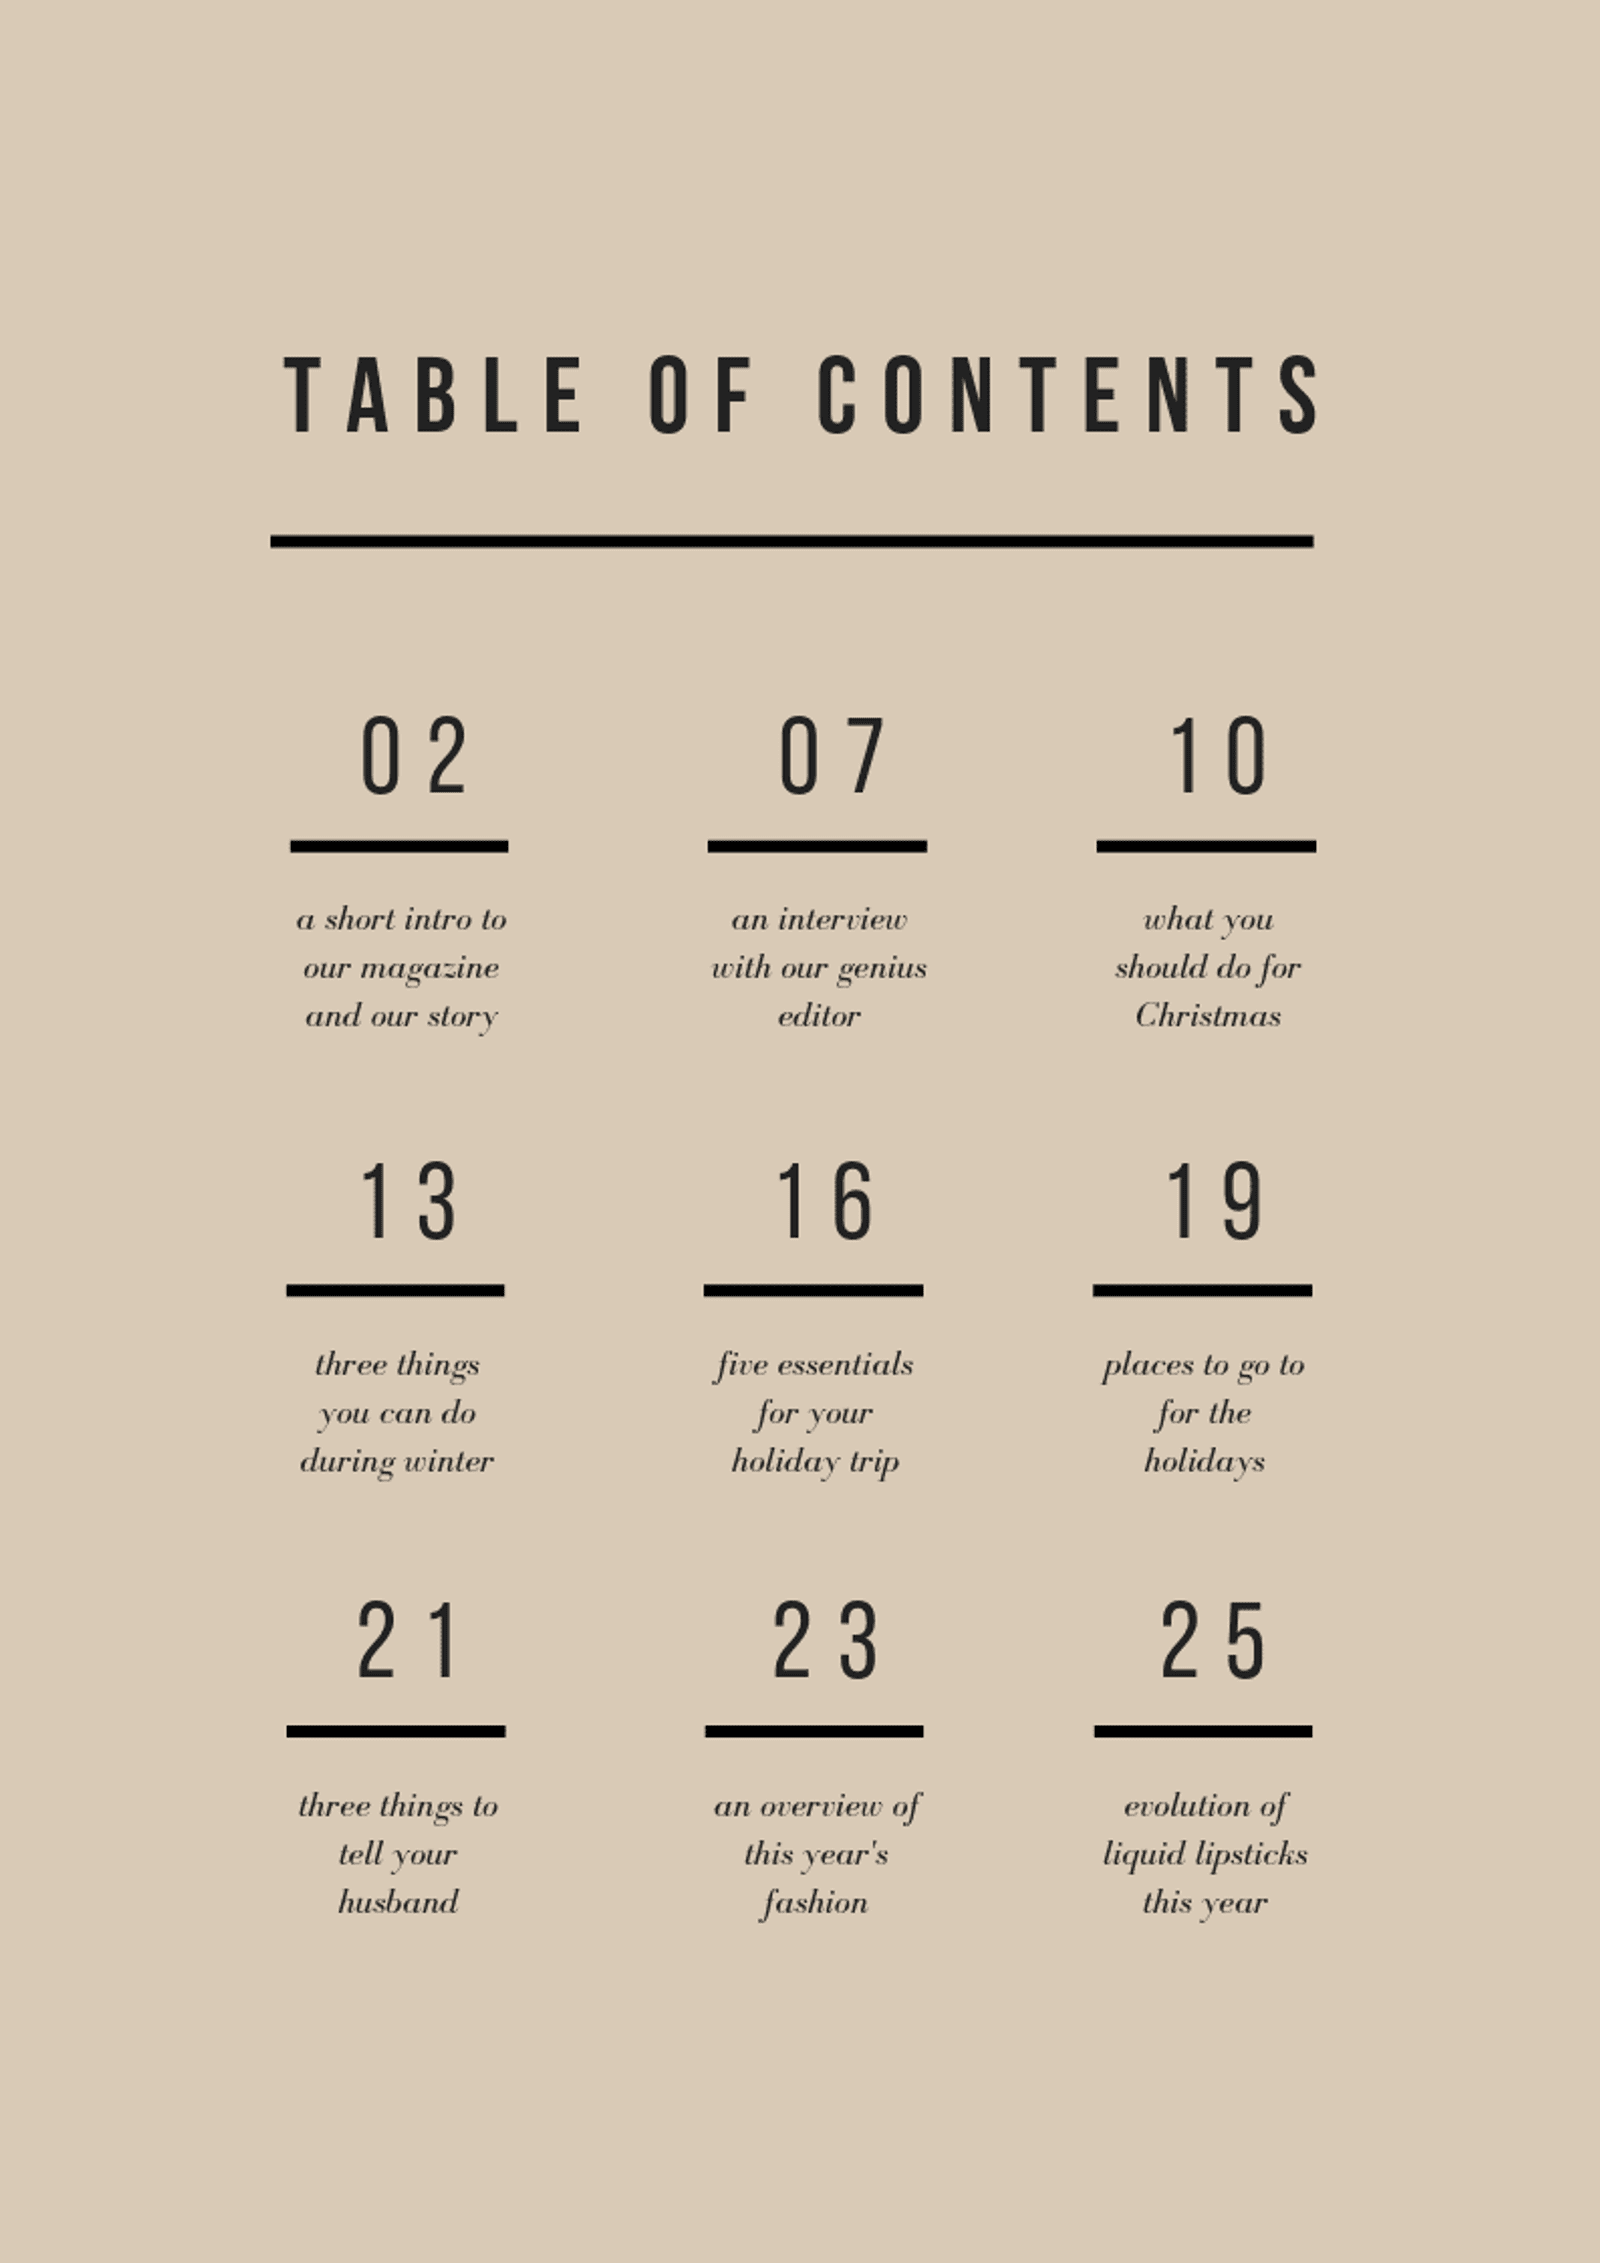 TABLE OF CONTENTS
02
a short intro to
our magazine
and our story
07
an interview
with our genius
editor
10
what you
should do for
Christmas
13
three things
you can do
during winter
16
five essentials
for your
holiday trip
19
places to go to
for the
holidays
21
three things to
tell your
husband
23
an overview of
this year's
fashion
25
evolution of
liquid lipsticks
this year